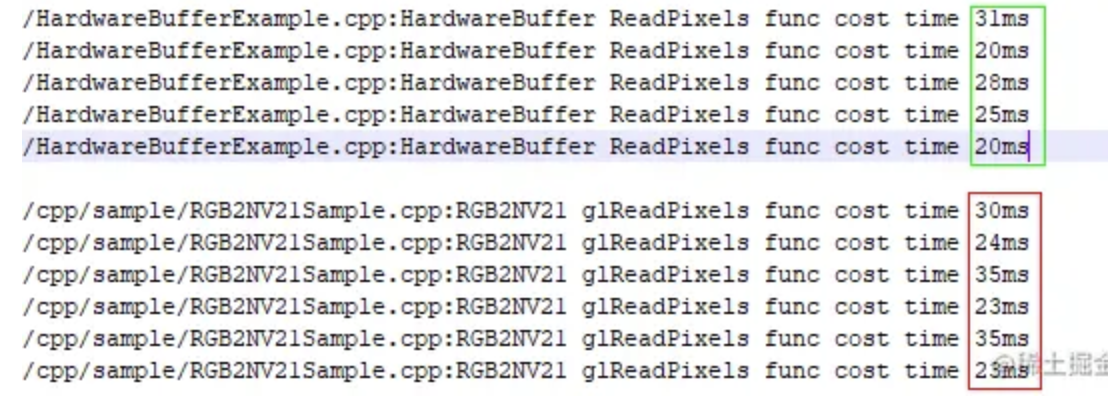 /HardwareBufferExample.cpp:HardwareBuffer ReadPixels func cost time 31ms
/HardwareBufferExample.cpp:HardwareBuffer ReadPixels func cost time 20ms
/HardwareBufferExample.cpp:HardwareBuffer ReadPixels func cost time 28ms
/HardwareBufferExample.cpp:HardwareBuffer ReadPixels func cost time 25ms
/HardwareBufferExample.cpp:HardwareBuffer ReadPixels func cost time 20ms
/cpp/sample/RGB2NV21Sample.cpp:RGB2NV21 glReadPixels func cost time 30ms
/cpp/sample/RGB2NV21Sample.cpp:RGB2NV21 glReadPixels func cost time 24ms
/cpp/sample/RGB2NV21Sample.cpp:RGB2NV21 glReadPixels func cost time 35ms
/cpp/sample/RGB2NV21Sample.cpp:RGB2NV21 glReadPixels func cost time 23ms
/cpp/sample/RGB2NV21Sample.cpp:RGB2NV21 glReadPixels func cost time 35ms
/cpp/sample/RGB2NV21Sample.cpp:RGB2NV21 glReadPixels func cost time 23ms
@稀土掘金